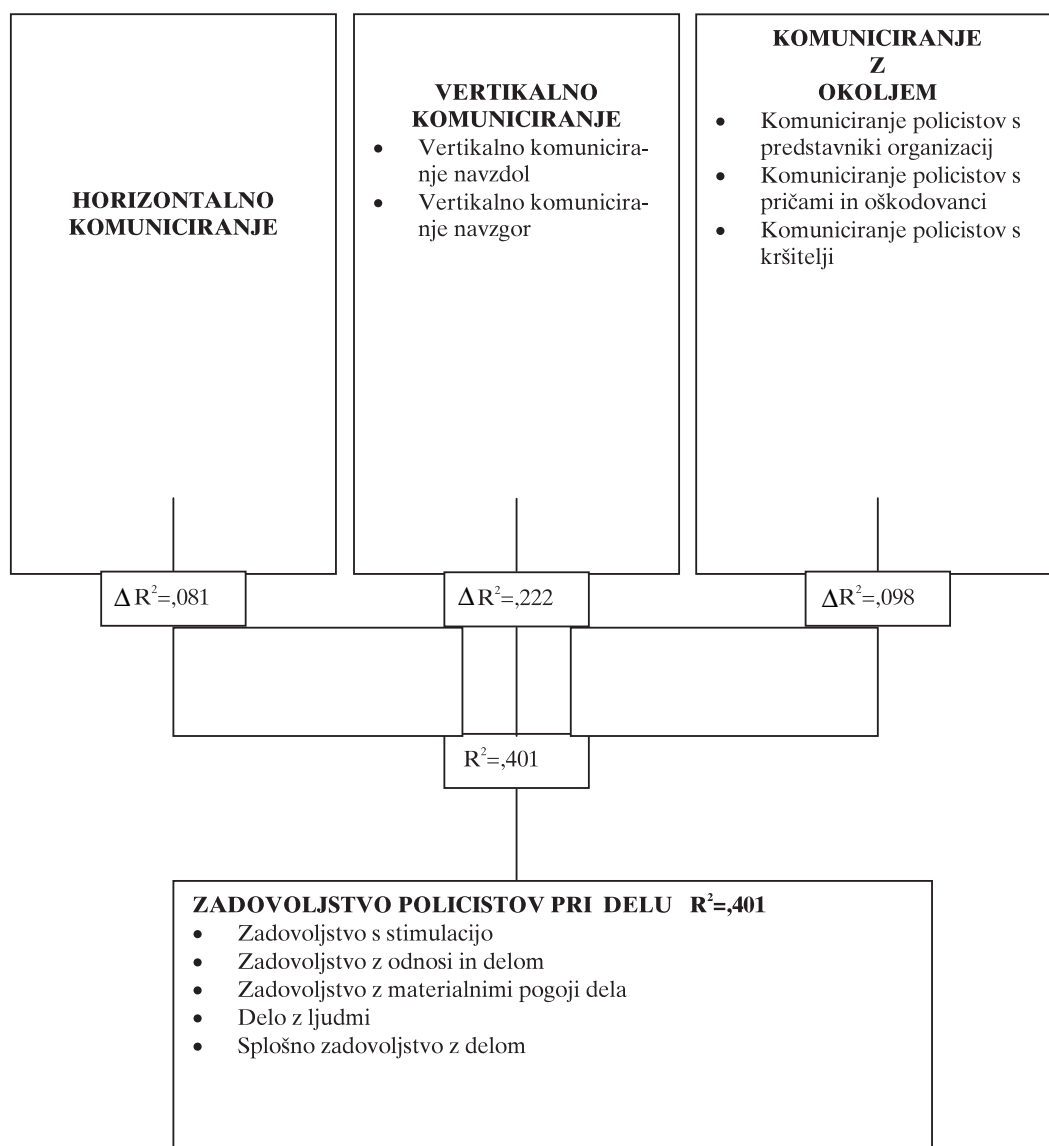 HORIZONTALNO
KOMUNICIRANJE
VERTIKALNO
KOMUNICIRANJE
• Vertikalno komunicira-
nje navzdol
• Vertikalno komunicira-
nje navzgor
KOMUNICIRANJE
Z
OKOLJEM
• Komuniciranje policistov s
predstavniki organizacij
• Komuniciranje policistov s
pričami in oškodovanci
• Komuniciranje policistov s
kršitelji
Δ R²=,081
ΔR²=,222
ΔR²=,098
R²=,401
ZADOVOLJSTVO POLICISTOV PRI DELU R²=,401
• Zadovoljstvo s stimulacijo
• Zadovoljstvo z odnosi in delom
• Zadovoljstvo z materialnimi pogoji dela
• Delo z ljudmi
• Splošno zadovoljstvo z delom